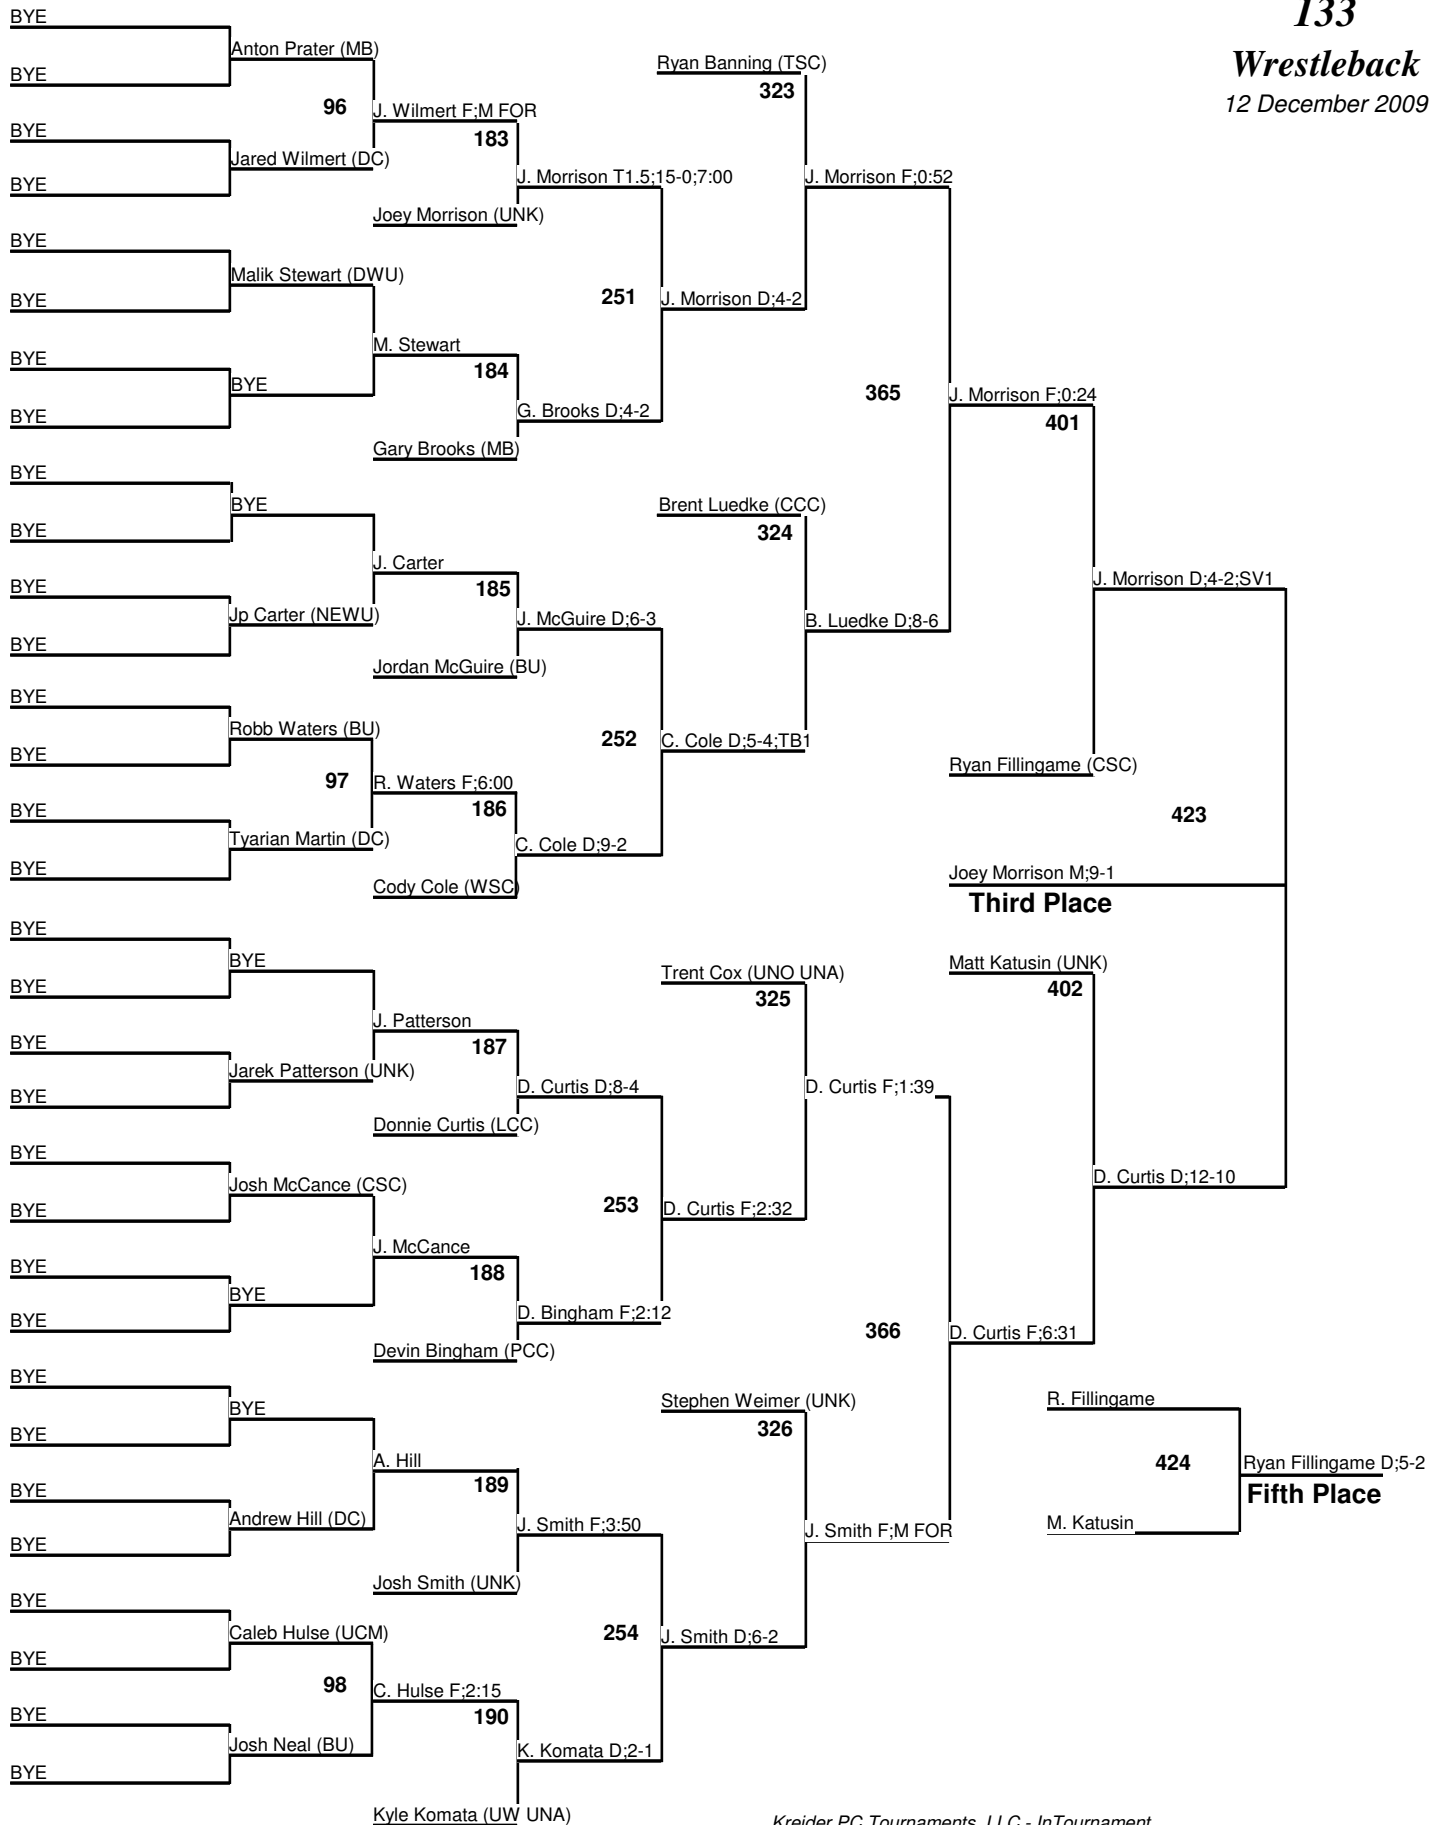 133
Wrestleback
12 December 2009
BYE
Anton Prater (MB)
BYE
96
J. Wilmert F;M FOR
BYE
Jared Wilmert (DC)
BYE
183
J. Morrison T1.5;15-0;7:00
Joey Morrison (UNK)
BYE
Malik Stewart (DWU)
BYE
M. Stewart
BYE
BYE
BYE
184
G. Brooks D;4-2
Gary Brooks (MB)
251
J. Morrison D;4-2
Ryan Banning (TSC)
323
J. Morrison F;0:52
BYE
BYE
BYE
J. Carter
BYE
Jp Carter (NEWU)
BYE
185
J. McGuire D;6-3
Jordan McGuire (BU)
BYE
Robb Waters (BU)
BYE
97
R. Waters F;6:00
BYE
Tyarian Martin (DC)
BYE
186
C. Cole D;9-2
Cody Cole (WSC)
252
C. Cole D;5-4;TB1
Brent Luedke (CCC)
324
B. Luedke D;8-6
365
J. Morrison F;0:24
401
J. Morrison D;4-2;SV1
Ryan Fillingame (CSC)
423
Joey Morrison M;9-1
Third Place
BYE
BYE
BYE
J. Patterson
BYE
Jarek Patterson (UNK)
BYE
187
D. Curtis D;8-4
Donnie Curtis (LCC)
BYE
Josh McCance (CSC)
BYE
J. McCance
BYE
BYE
BYE
188
D. Bingham F;2:12
Devin Bingham (PCC)
253
D. Curtis F;2:32
Trent Cox (UNO UNA)
325
D. Curtis F;1:39
Matt Katusin (UNK)
402
D. Curtis D;12-10
366
D. Curtis F;6:31
BYE
BYE
BYE
A. Hill
BYE
Andrew Hill (DC)
BYE
189
J. Smith F;3:50
Josh Smith (UNK)
BYE
Caleb Hulse (UCM)
BYE
98
C. Hulse F;2:15
BYE
Josh Neal (BU)
BYE
190
K. Komata D;2-1
Kyle Komata (UW UNA)
254
J. Smith D;6-2
Stephen Weimer (UNK)
326
J. Smith F;M FOR
R. Fillingame
424
Ryan Fillingame D;5-2
Fifth Place
M. Katusin
Kreider PC Tournaments, LLC - InTournament